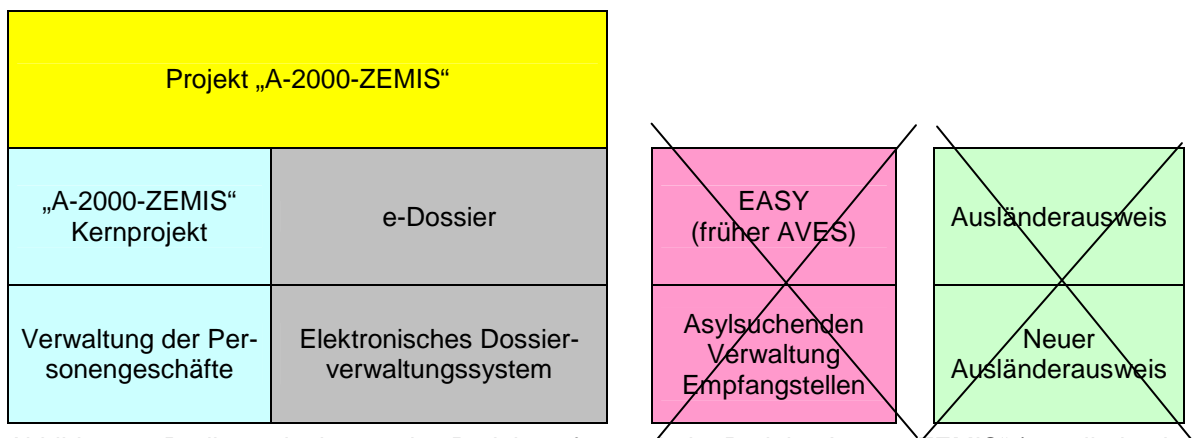 Projekt „A-2000-ZEMIS“
„A-2000-ZEMIS“
Kernprojekt
e-Dossier
EASY
(früher AVES)
Ausländerausweis
Verwaltung der Per-
sonengeschäfte
Elektronisches Dossier-
verwaltungssystem
Asylsuchenden
Verwaltung
Empfangstellen
Neuer
Ausländerausweis